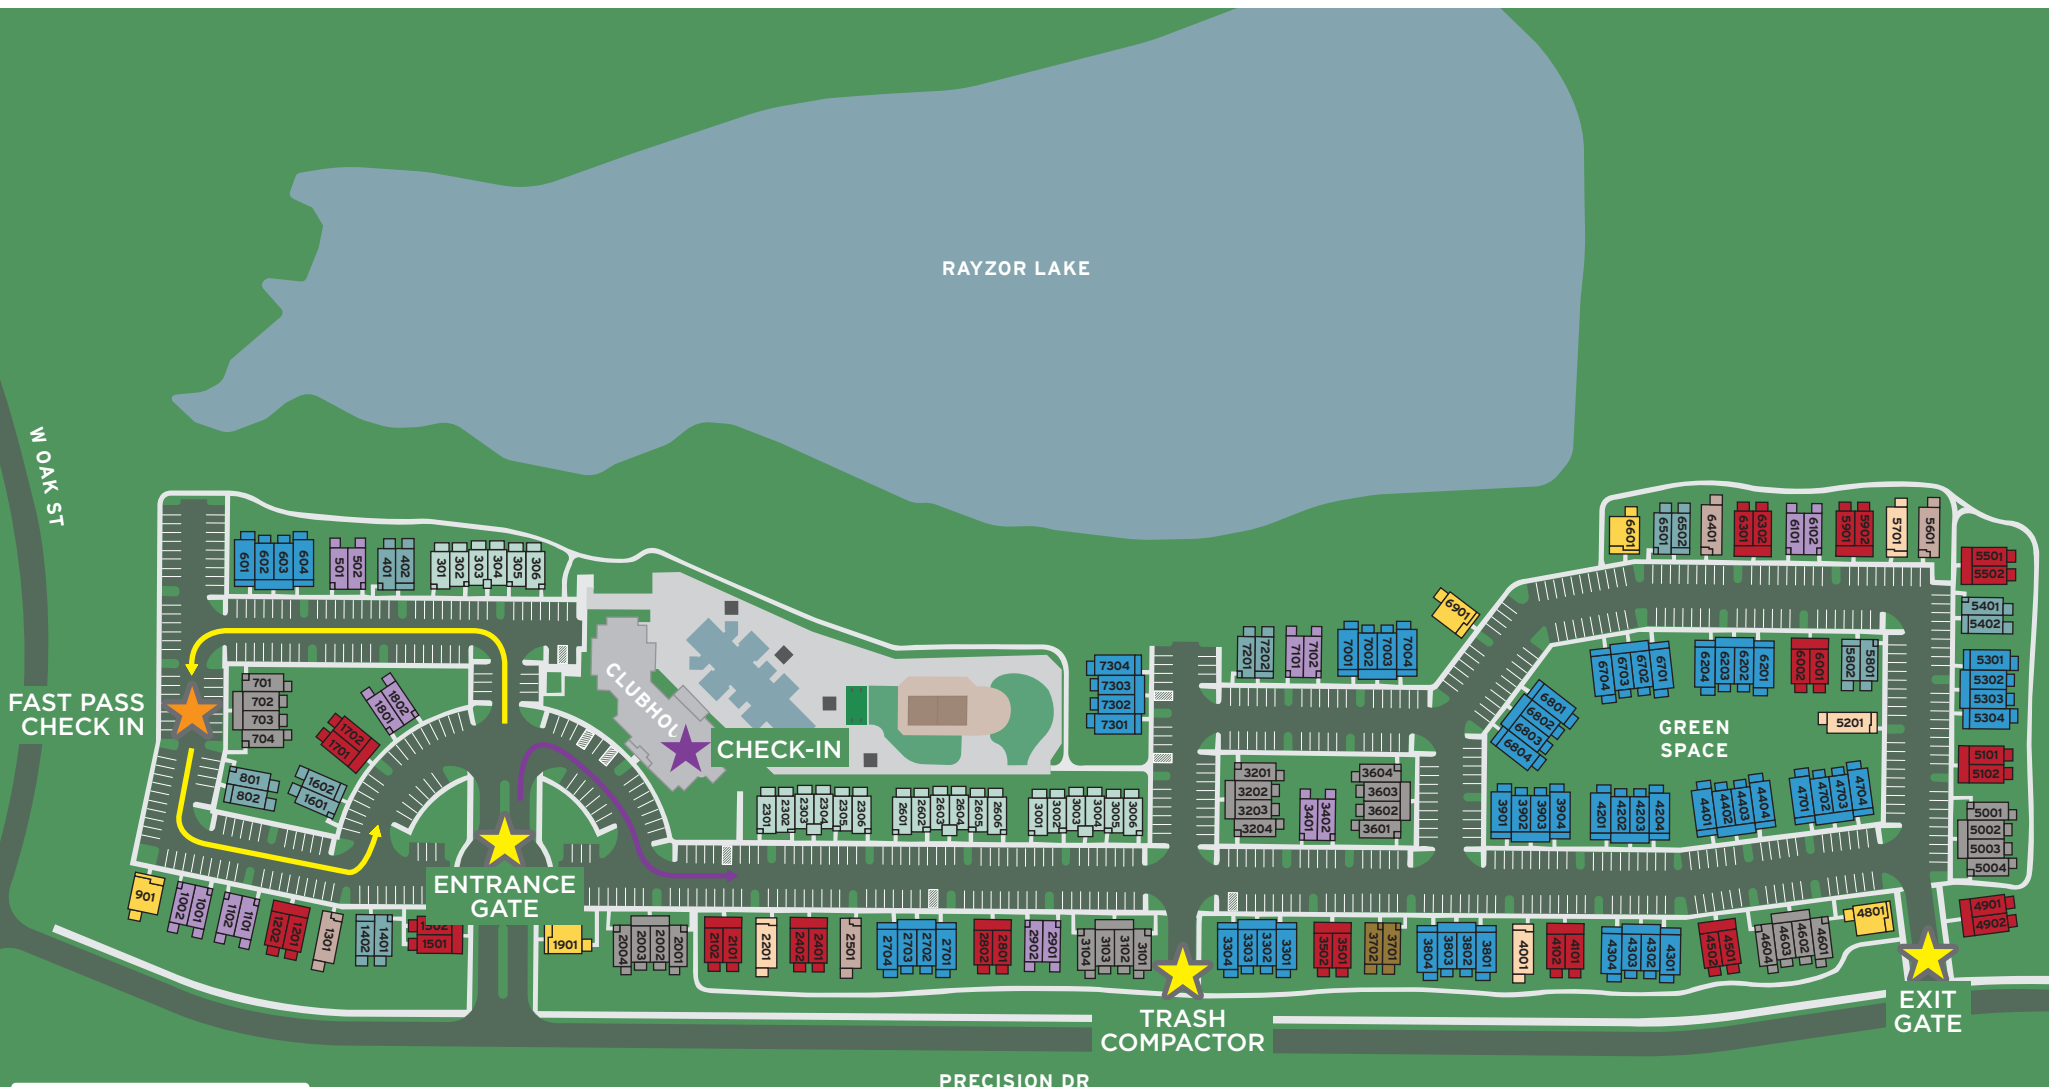 RAYZOR LAKE
W OAK ST
FAST PASS
CHECK IN
CLUBHOU
CHECK-IN
ENTRANCE
GATE
TRASH
COMPACTOR
EXIT
GATE
GREEN
SPACE
PRECISION DR
601 602 603 604
501 502
401 402
301 302 303 304 305 306
701
702
703
704
801
802
1802
1801
1702
1701
1602
1601
901
1002 1001
1102 1101
1202 1201
1301
1402 1401
1502
1501
1901
2004 2003 2002 2001
2102 2101
2201
2402 2401
2501
2704 2703 2702 2701
2802 2801
2902 2901
3104 3103 3102 3101
2301 2302 2303 2304 2305 2306
2601 2602 2603 2604 2605 2606
3001 3002 3003 3004 3005 3006
7304
7303
7302
7301
7201 7202
7101 7102
7001 7002 7003 7004
6901
3201
3202
3203
3204
3401 3402
3604
3603
3602
3601
3304 3303 3302 3301
3502 3501
3702 3701
3804 3803 3802 3801
4001
4102 4101
4304 4303 4302 4301
4502 4501
4604 4603 4602 4601
4801
4901
4902
3901 3902 3903 3904
4201 4202 4203 4204
4401 4402 4403 4404
4701 4702 4703 4704
6801
6802
6803
6804
6704 6703 6702 6701
6204 6203 6202 6201
6002 6001
5802 5801
5201
6601
6501 6502
6401
6301 6302
6101 6102
5901 5902
5701
5601
5501
5502
5401
5402
5301
5302
5303
5304
5101
5102
5001
5002
5003
5004